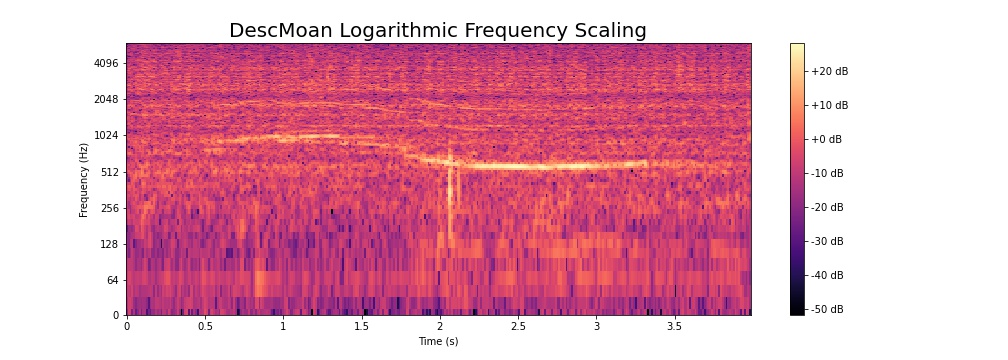 DescMoan Logarithmic Frequency Scaling
4096
2048
1024
512
256
128
64
0
Frequency (Hz)
0
0.5
1
1.5
2
2.5
3
3.5
Time (s)
+20 dB
+10 dB
+0 dB
-10 dB
-20 dB
-30 dB
-40 dB
-50 dB